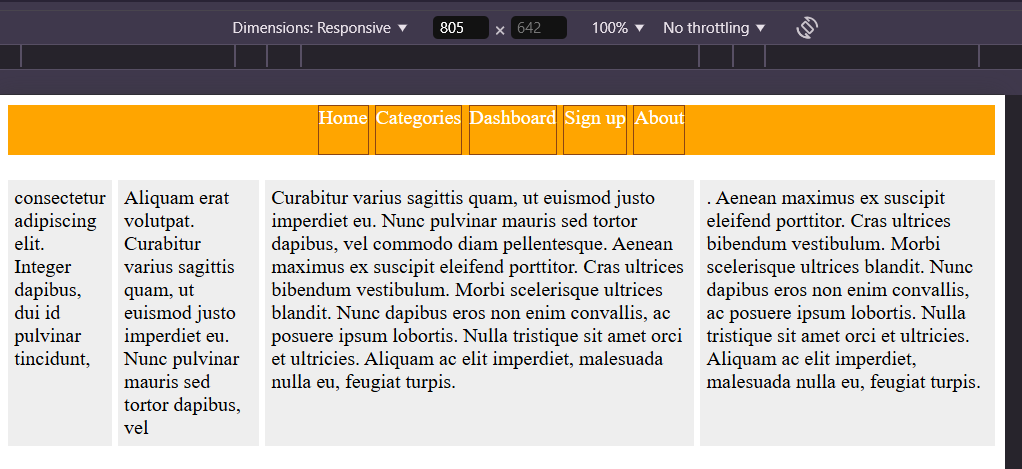 Dimensions: Responsive ▼ 805 × 642 100% ▼ No throttling ▼
Home Categories Dashboard Sign up About
consectetur
adipiscing
elit.
Integer
dapibus,
dui id
pulvinar
tincidunt,
Aliquam erat
volutpat.
Curabitur
varius sagittis
quam, ut
euismod justo
imperdiet eu.
Nunc pulvinar
mauris sed
tortor dapibus,
vel
Curabitur varius sagittis quam, ut euismod justo
imperdiet eu. Nunc pulvinar mauris sed tortor
dapibus, vel commodo diam pellentesque. Aenean
maximus ex suscipit eleifend porttitor. Cras ultrices
bibendum vestibulum. Morbi scelerisque ultrices
blandit. Nunc dapibus eros non enim convallis, ac
posuere ipsum lobortis. Nulla tristique sit amet orci
et ultricies. Aliquam ac elit imperdiet, malesuada
nulla eu, feugiat turpis.
. Aenean maximus ex suscipit
eleifend porttitor. Cras ultrices
bibendum vestibulum. Morbi
scelerisque ultrices blandit. Nunc
dapibus eros non enim convallis,
ac posuere ipsum lobortis. Nulla
tristique sit amet orci et ultricies.
Aliquam ac elit imperdiet,
malesuada nulla eu, feugiat turpis.